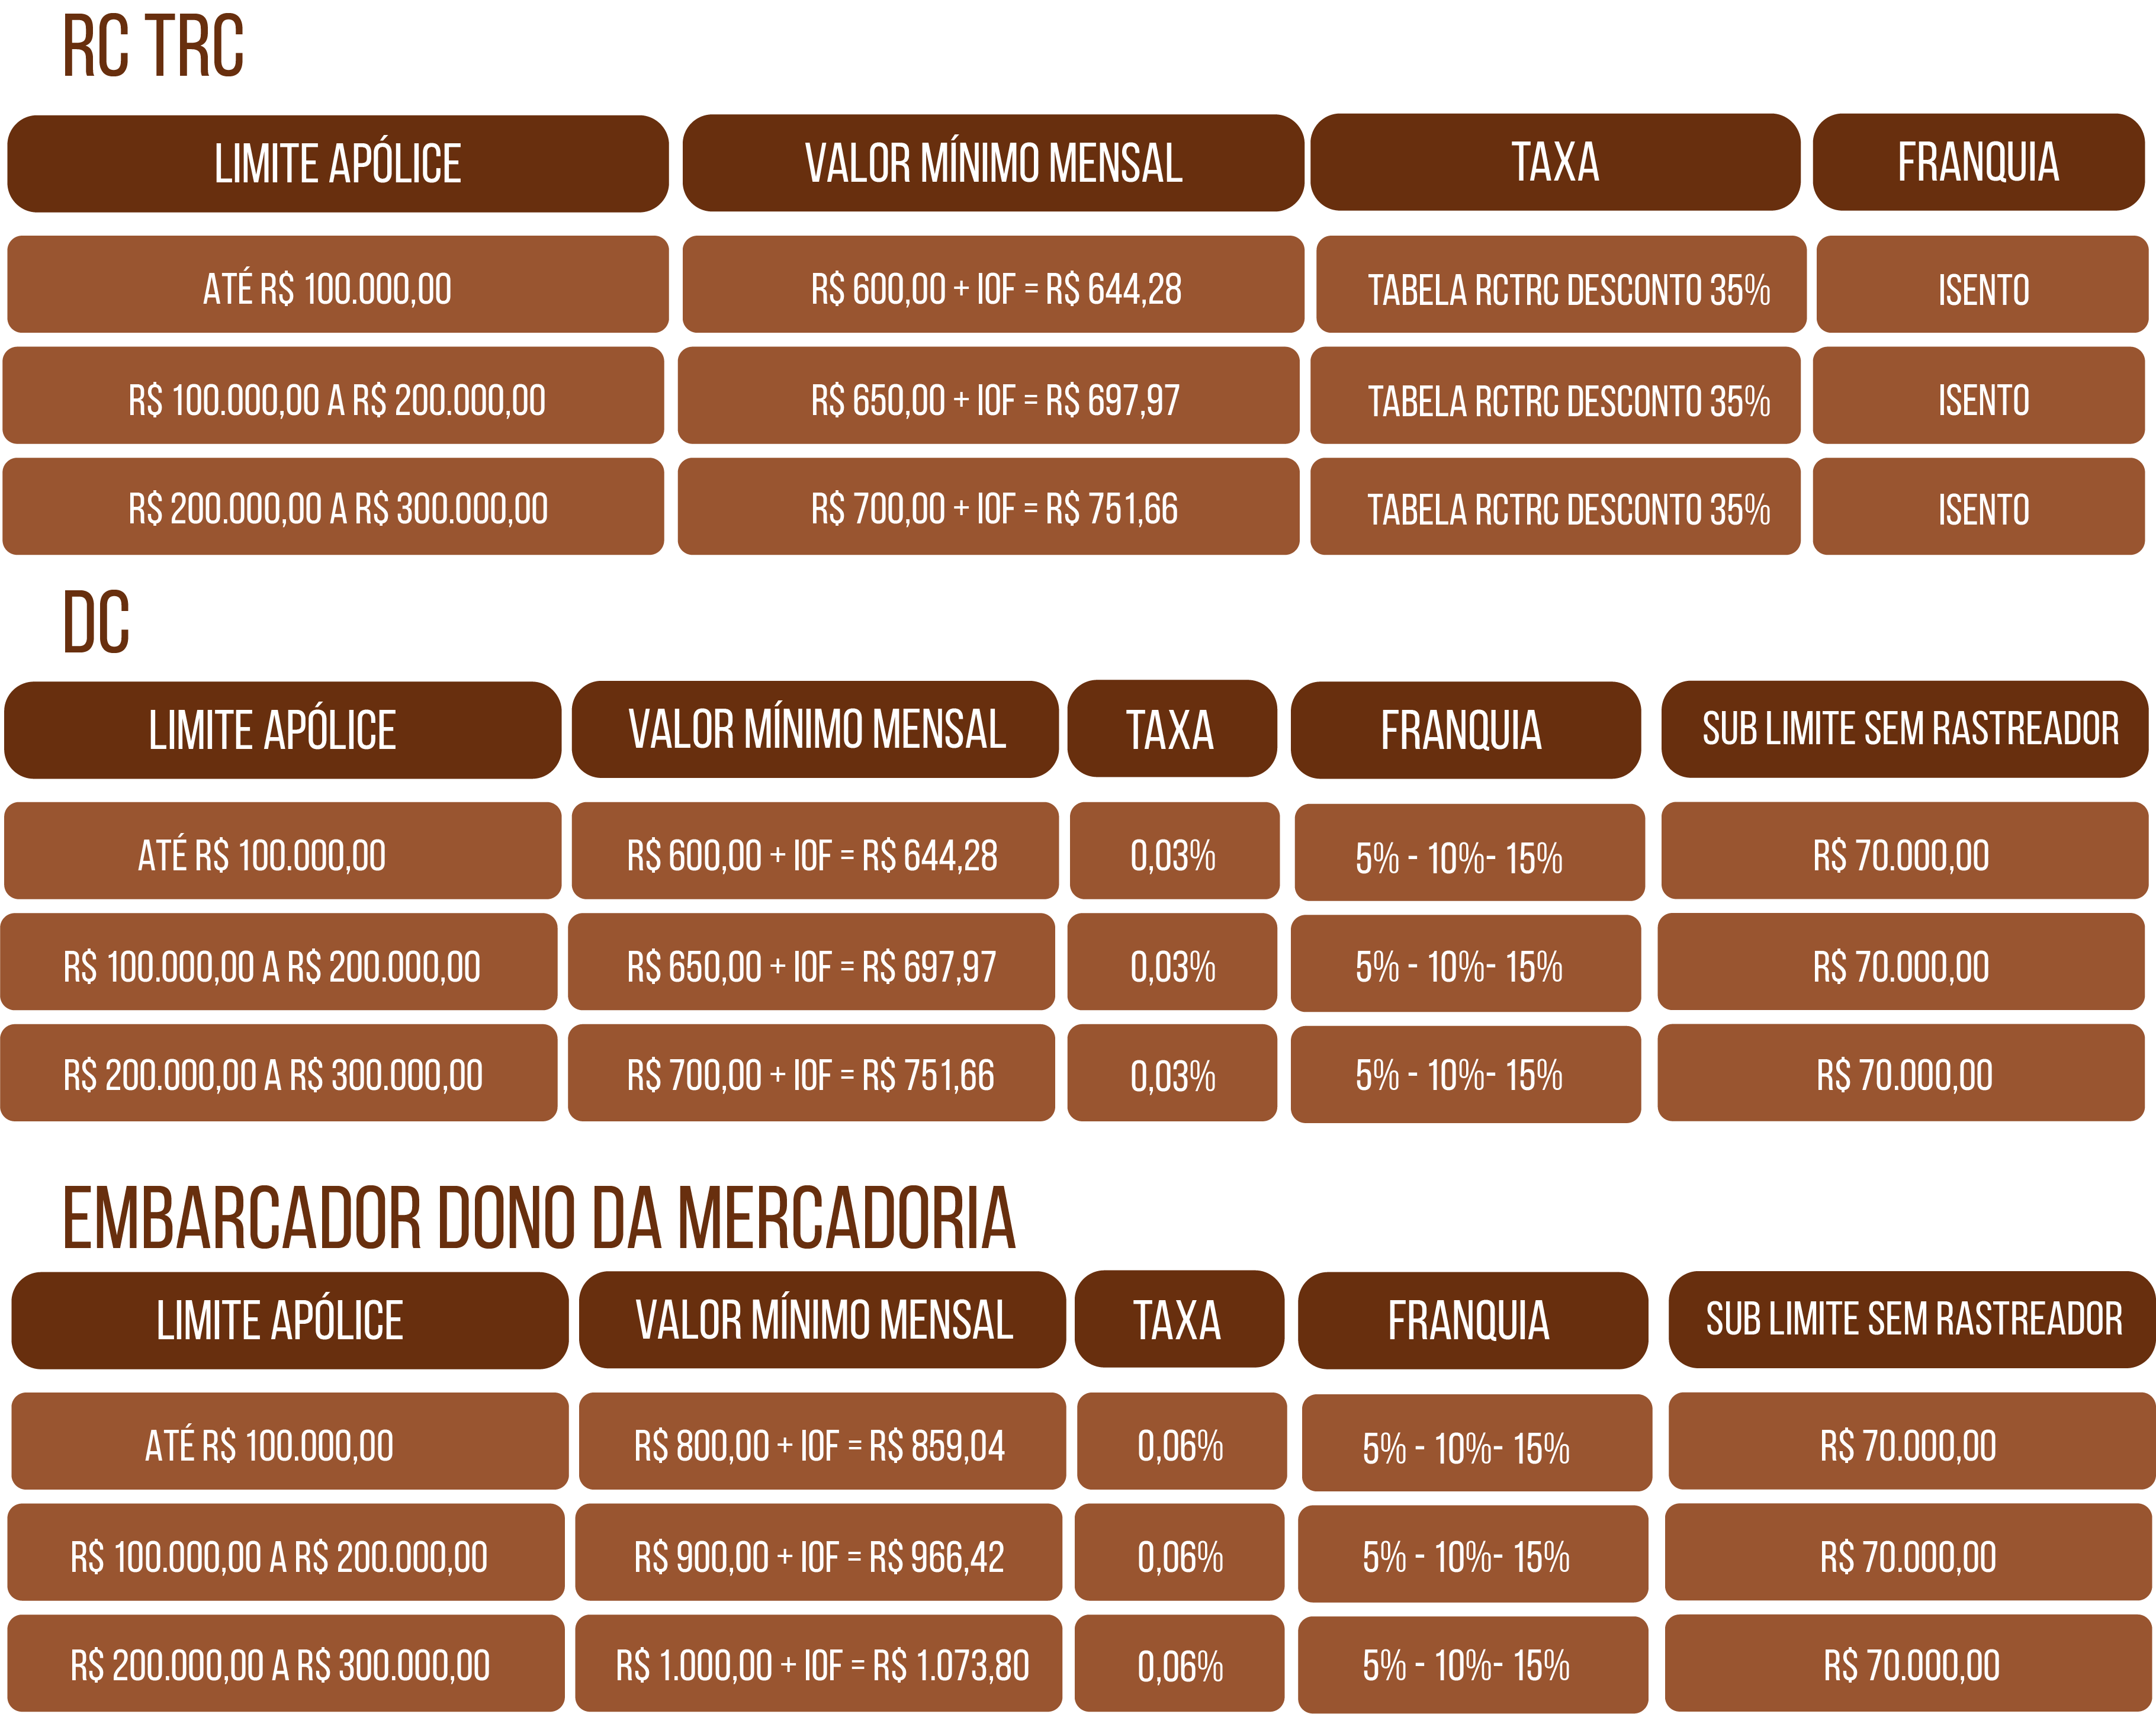 RC TRC
LIMITE APÓLICE VALOR MÍNIMO MENSAL TAXA FRANQUIA
ATÉ R$ 100.000,00 R$ 600,00 + IOF = R$ 644,28 TABELA RCTRC DESCONTO 35% ISENTO
R$ 100.000,00 A R$ 200.000,00 R$ 650,00 + IOF = R$ 697,97 TABELA RCTRC DESCONTO 35% ISENTO
R$ 200.000,00 A R$ 300.000,00 R$ 700,00 + IOF = R$ 751,66 TABELA RCTRC DESCONTO 35% ISENTO
DC
LIMITE APÓLICE VALOR MÍNIMO MENSAL TAXA FRANQUIA SUB LIMITE SEM RASTREADOR
ATÉ R$ 100.000,00 R$ 600,00 + IOF = R$ 644,28 0,03% 5% - 10%- 15% R$ 70.000,00
R$ 100.000,00 A R$ 200.000,00 R$ 650,00 + IOF = R$ 697,97 0,03% 5% - 10%- 15% R$ 70.000,00
R$ 200.000,00 A R$ 300.000,00 R$ 700,00 + IOF = R$ 751,66 0,03% 5% - 10%- 15% R$ 70.000,00
EMBARCADOR DONO DA MERCADORIA
LIMITE APÓLICE VALOR MÍNIMO MENSAL TAXA FRANQUIA SUB LIMITE SEM RASTREADOR
ATÉ R$ 100.000,00 R$ 800,00 + IOF = R$ 859,04 0,06% 5% - 10%- 15% R$ 70.000,00
R$ 100.000,00 A R$ 200.000,00 R$ 900,00 + IOF = R$ 966,42 0,06% 5% - 10%- 15% R$ 70.000,00
R$ 200.000,00 A R$ 300.000,00 R$ 1.000,00 + IOF = R$ 1.073,80 0,06% 5% - 10%- 15% R$ 70.000,00